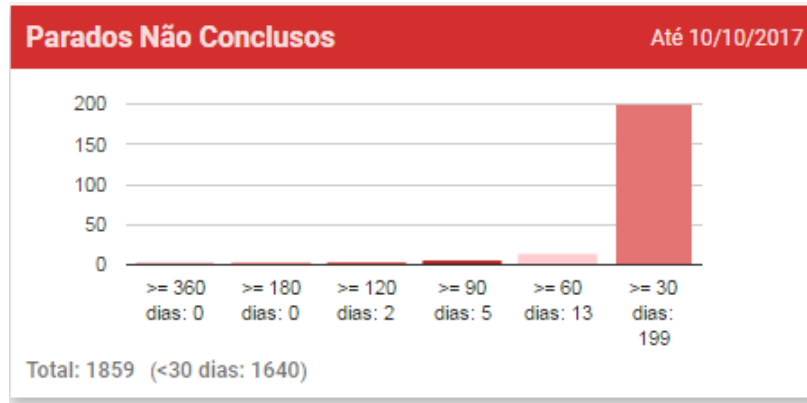 Parados Não Conclusos
Até 10/10/2017
200
150
100
50
0
>= 360 dias: 0
>= 180 dias: 0
>= 120 dias: 2
>= 90 dias: 5
>= 60 dias: 13
>= 30 dias: 199
Total: 1859 (<30 dias: 1640)